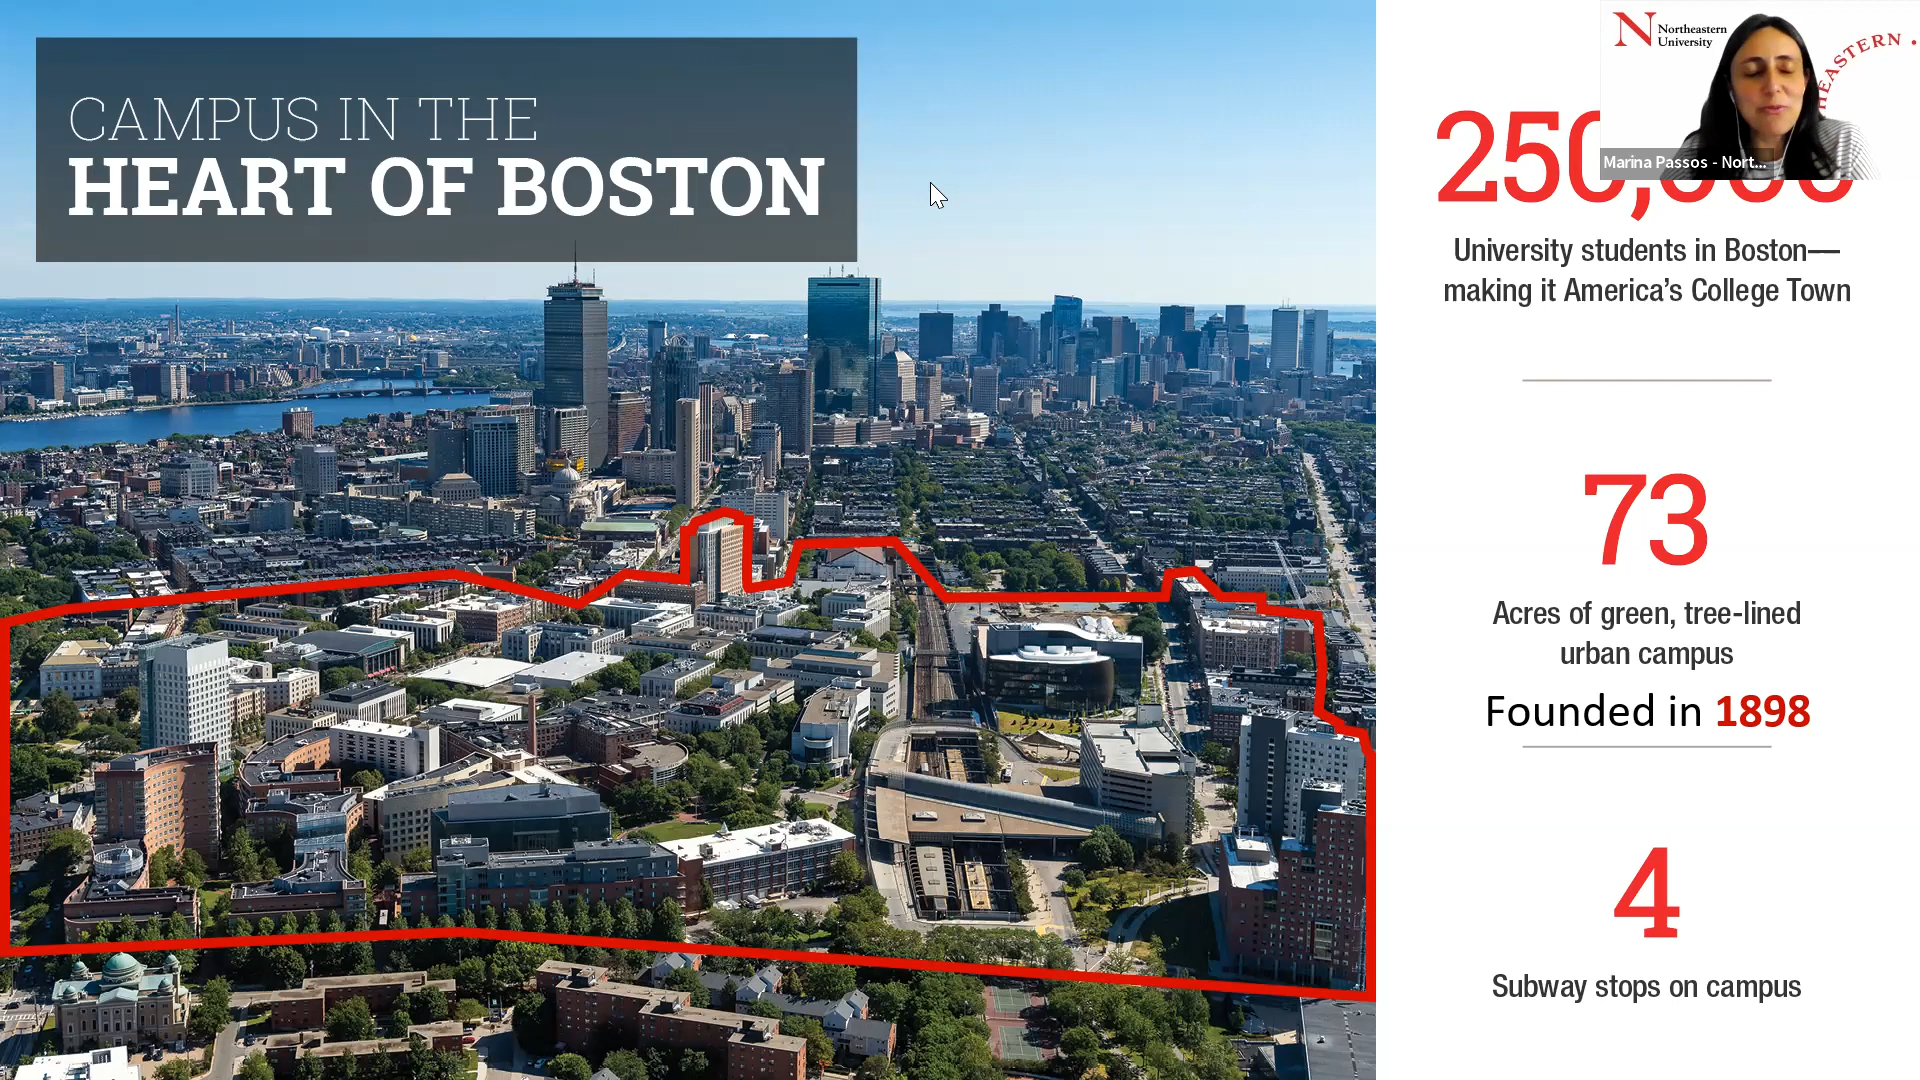 CAMPUS IN THE
HEART OF BOSTON
Northeastern
University
EASTERN
Marina Passos - Nort...
University students in Boston—
making it America's College Town
73
Acres of green, tree-lined
urban campus
Founded in 1898
4
Subway stops on campus